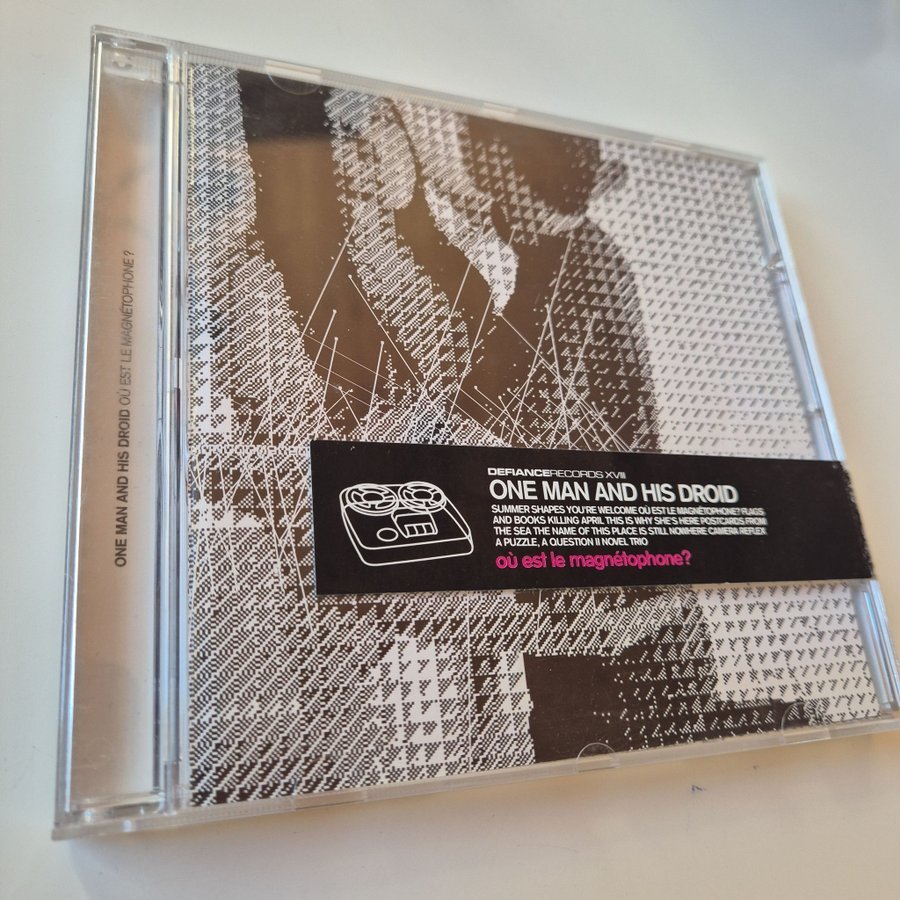 ONE MAN AND HIS DROID OÙ EST LE MAGNÉTOPHONE?
DEFIANCERECORDS XVIII
ONE MAN AND HIS DROID
SUMMER SHAPES YOU'RE WELCOME OÙ EST LE MAGNÉTOPHONE? FLAGS
AND BOOKS KILLING APRIL THIS IS WHY SHE'S HERE POSTCARDS FROM
THE SEA THE NAME OF THIS PLACE IS STILL NOWHERE CAMERA REFLEX
A PUZZLE, A QUESTION II NOVEL TRIO
où est le magnétophone?